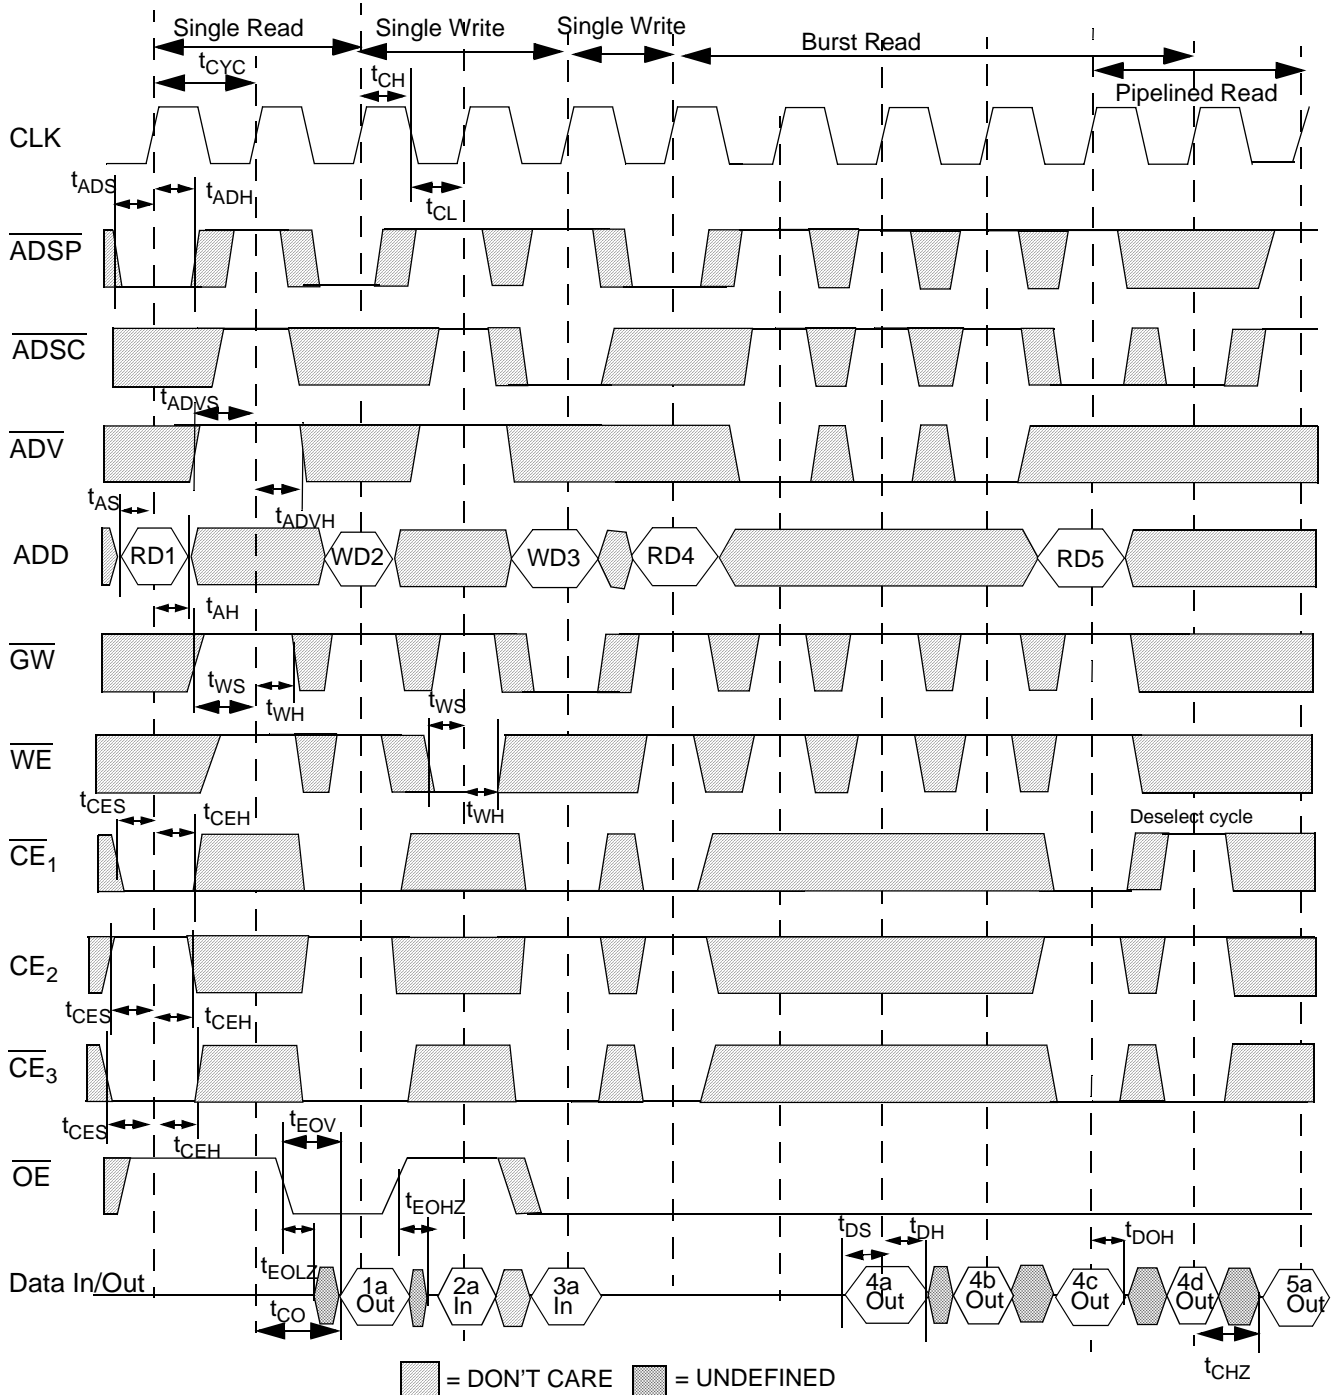 Single Read Single Write Single Write Burst Read
tCYC tCH Pipelined Read
CLK
tADS tADH tCL
ADSP
ADSC
tADVS
ADV
tAS tADVH
ADD RD1 WD2 WD3 RD4 RD5
tAH
GW
tWS tWH tWS
WE
tCES tCEH tWH Deselect cycle
CE1
CE2
tCES tCEH
CE3
tCES tCEH tEOV
OE
tEOHZ tDS tDH tDOH
tEOLZ
Data In/Out 1a Out 2a In 3a In 4a Out 4b Out 4c Out 4d Out 5a Out
tCO tCHZ
= DON'T CARE = UNDEFINED